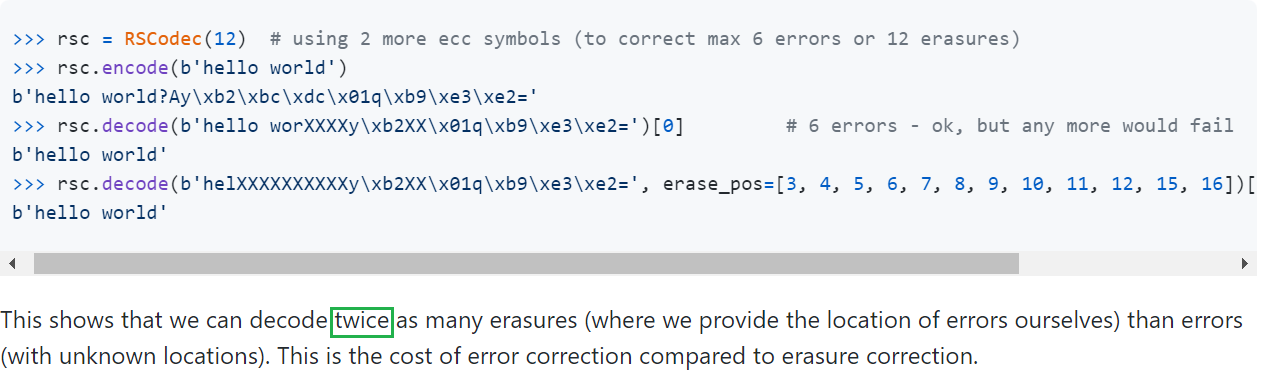 >>> rsc = RSCodec(12)  # using 2 more ecc symbols (to correct max 6 errors or 12 erasures)
>>> rsc.encode(b'hello world')
b'hello world?Ay\xb2\xbc\xdc\x01q\xb9\xe3\xe2='
>>> rsc.decode(b'hello worXXXXy\xb2XX\x01q\xb9\xe3\xe2=')[0]         # 6 errors - ok, but any more would fail
b'hello world'
>>> rsc.decode(b'helXXXXXXXXXXy\xb2XX\x01q\xb9\xe3\xe2=', erase_pos=[3, 4, 5, 6, 7, 8, 9, 10, 11, 12, 15, 16])[
b'hello world'
This shows that we can decode twice as many erasures (where we provide the location of errors ourselves) than errors
(with unknown locations). This is the cost of error correction compared to erasure correction.